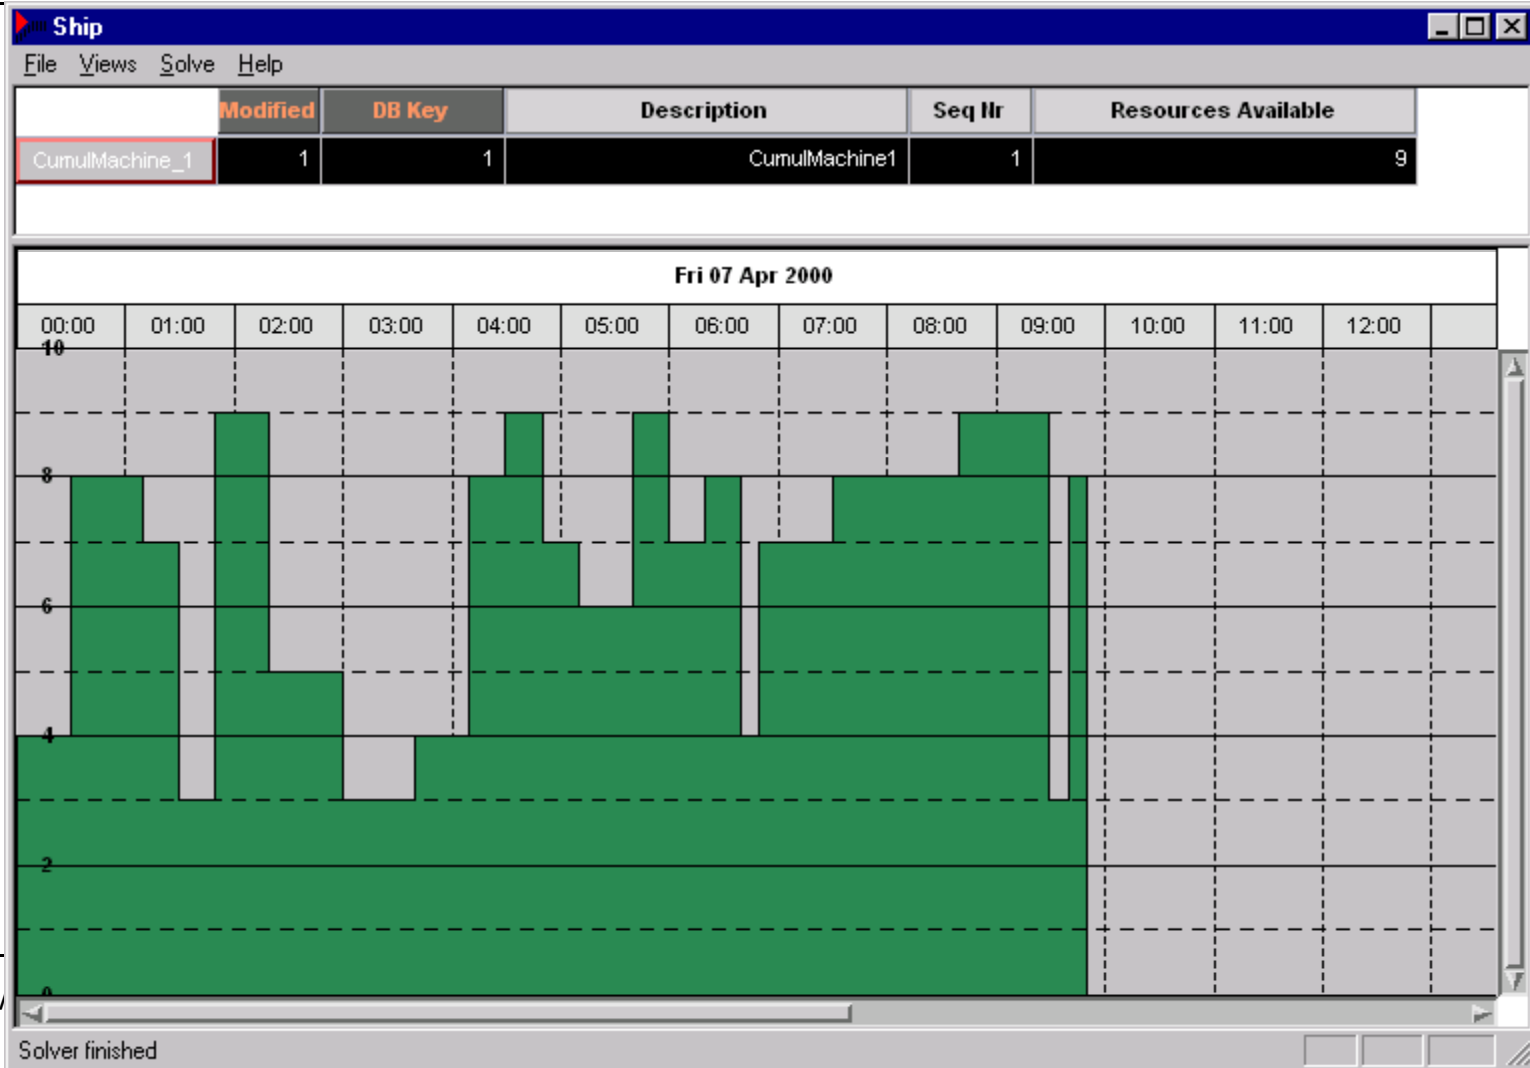 Ship
File Views Solve Help
Modified DB Key Description Seq Nr Resources Available
CumulMachine_1 1 1 CumulMachine1 1 9
Fri 07 Apr 2000
00:00 01:00 02:00 03:00 04:00 05:00 06:00 07:00 08:00 09:00 10:00 11:00 12:00
10
8
6
4
2
0
Solver finished